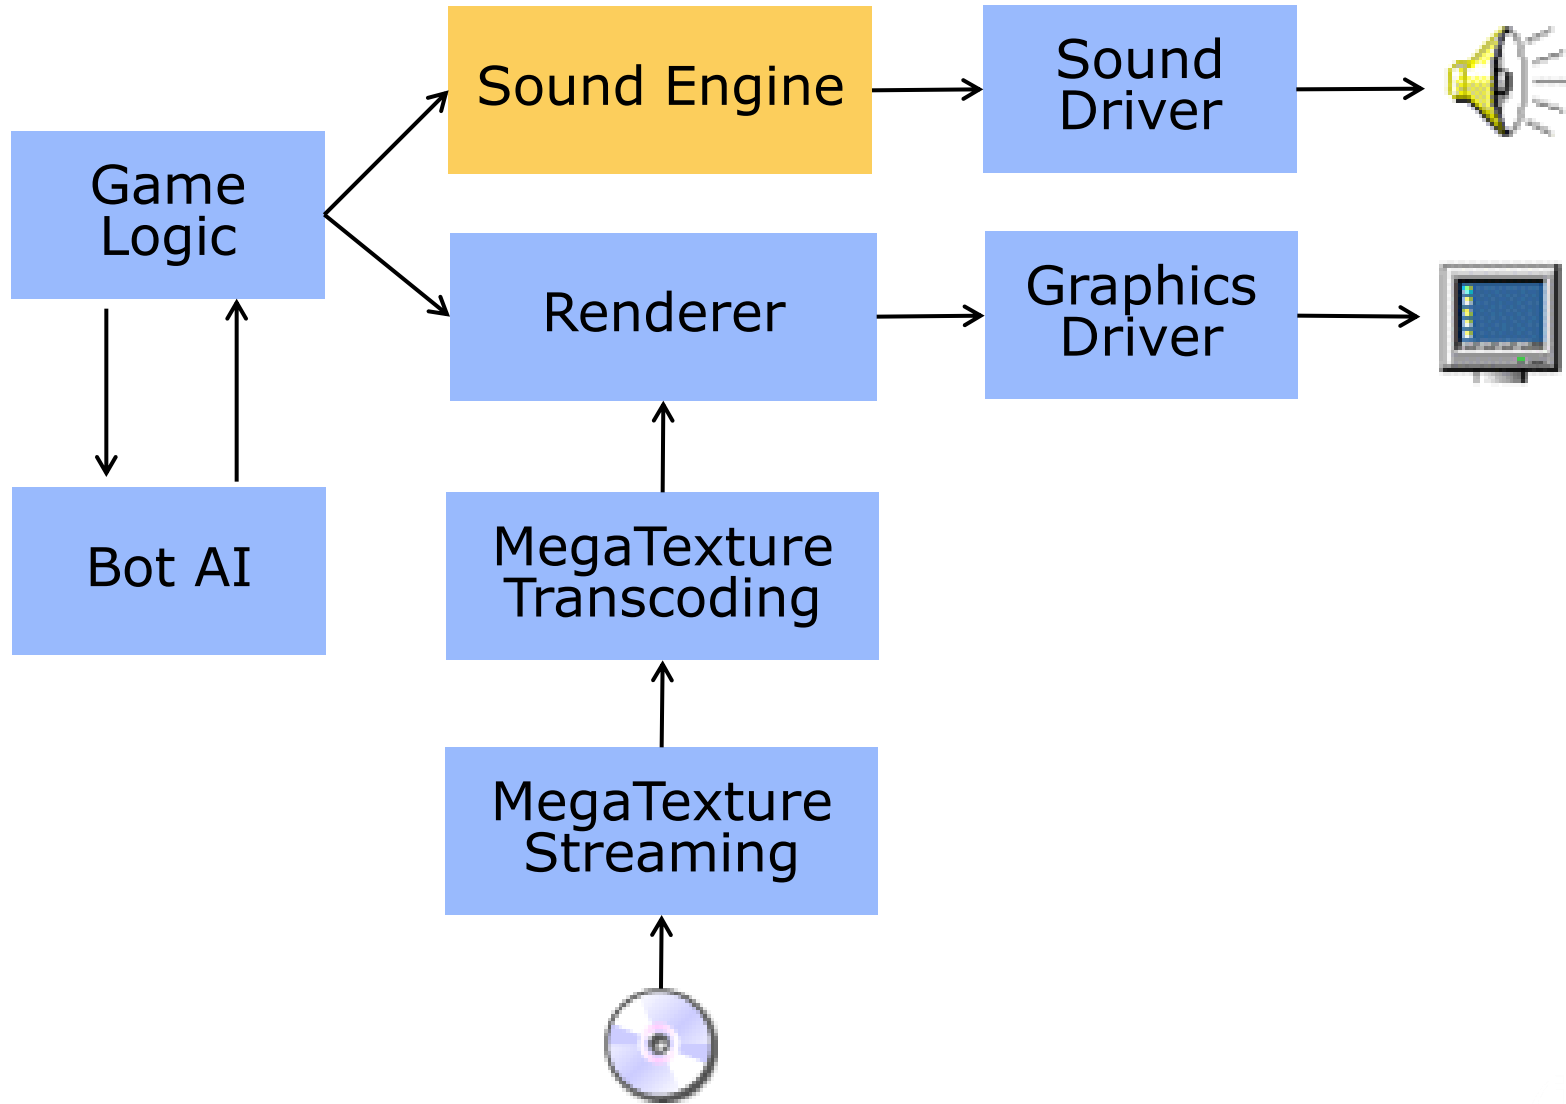 Sound Engine
Sound
Driver
Game
Logic
Renderer
Graphics
Driver
Bot AI
MegaTexture
Transcoding
MegaTexture
Streaming